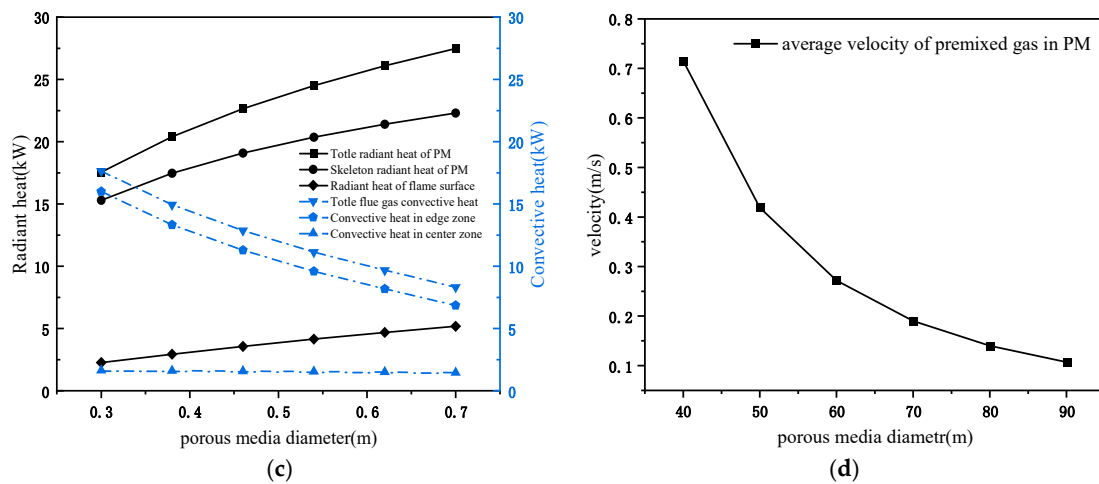 30
25
20
15
10
5
0
Radiant heat(kW)
Totle radiant heat of PM
Skeleton radiant heat of PM
Radiant heat of flame surface
Totle flue gas convective heat
Convective heat in edge zone
Convective heat in center zone
30
25
20
15
10
5
0
Convective heat(kW)
0.3 0.4 0.5 0.6 0.7
porous media diameter(m)
(c)
0.8
0.7
0.6
0.5
0.4
0.3
0.2
0.1
velocity(m/s)
average velocity of premixed gas in PM
40 50 60 70 80 90
porous media diametr(m)
(d)